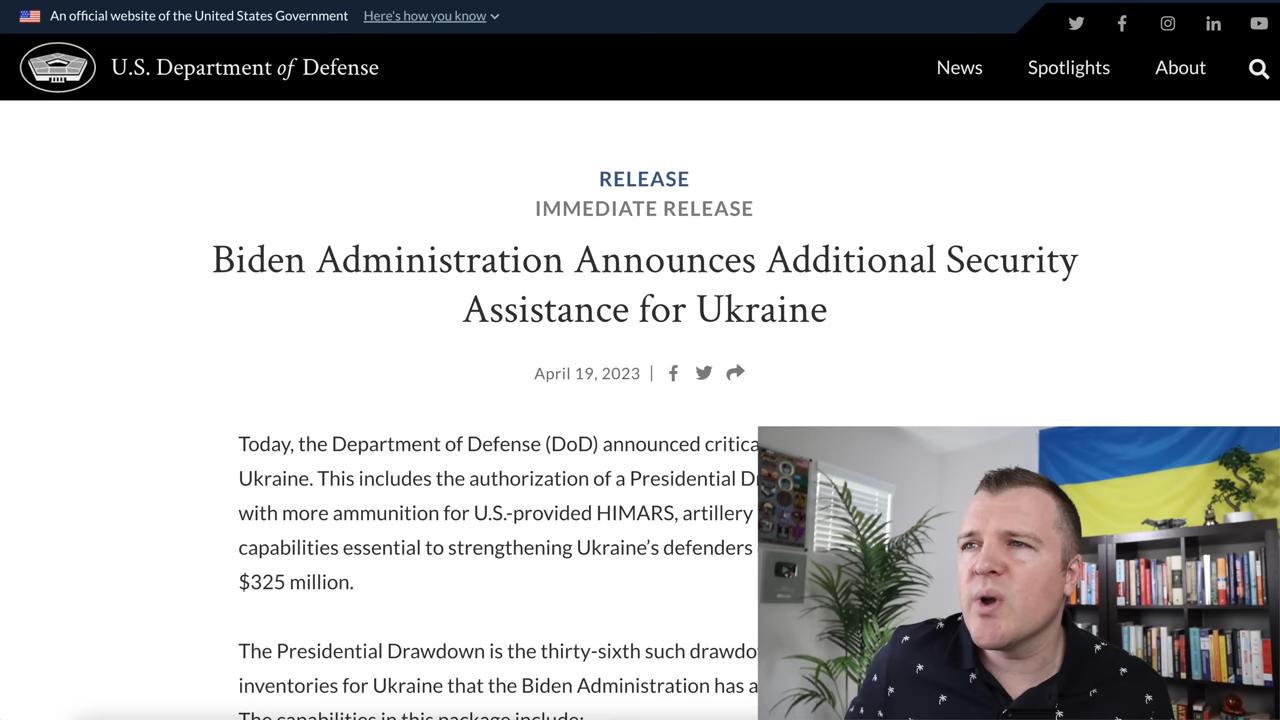 An official website of the United States Government Here's how you know
U.S. Department of Defense
News Spotlights About
RELEASE
IMMEDIATE RELEASE
Biden Administration Announces Additional Security
Assistance for Ukraine
April 19, 2023 |
Today, the Department of Defense (DoD) announced critica
Ukraine. This includes the authorization of a Presidential D
with more ammunition for U.S.-provided HIMARS, artillery
capabilities essential to strengthening Ukraine’s defenders
$325 million.
The Presidential Drawdown is the thirty-sixth such drawdo
inventories for Ukraine that the Biden Administration has a
The capabilities in this package include: